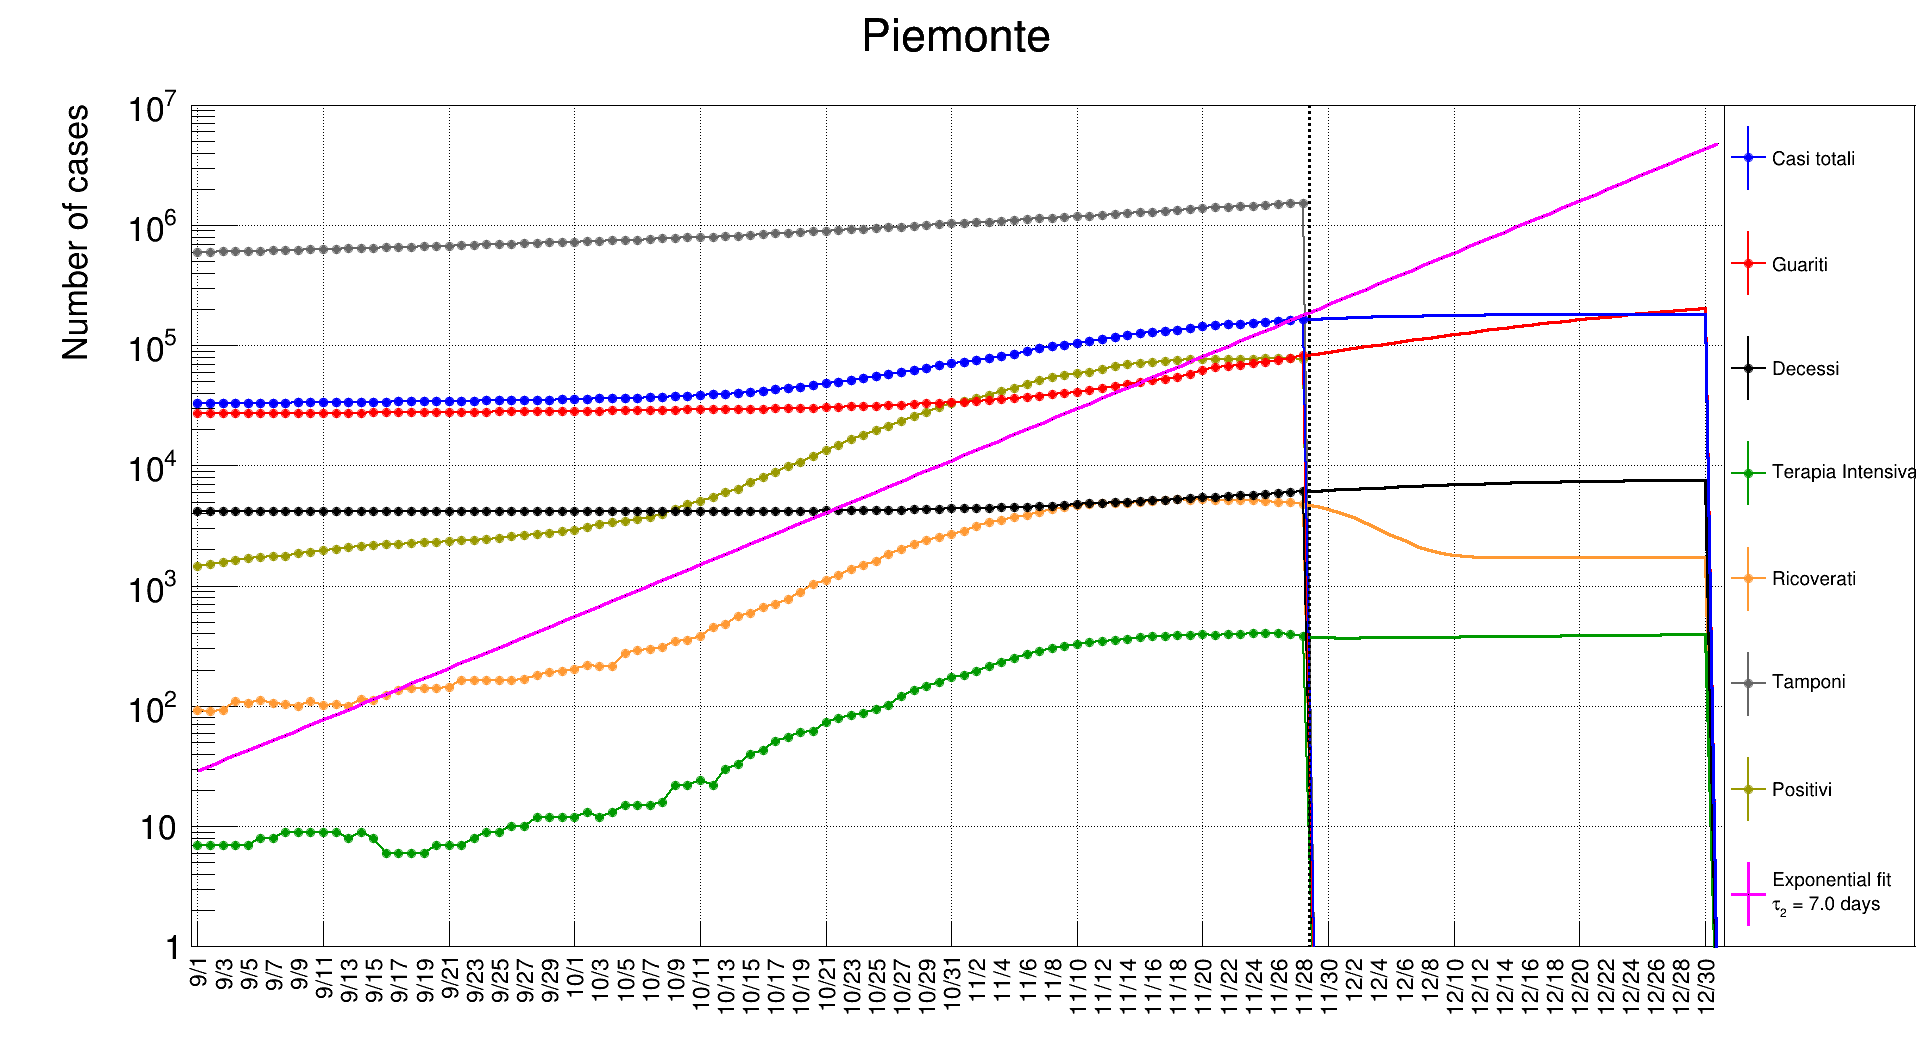 Piemonte
Number of cases
10^7
10^6
10^5
10^4
10^3
10^2
10
1
9/1 9/3 9/5 9/7 9/9 9/11 9/13 9/15 9/17 9/19 9/21 9/23 9/25 9/27 9/29 10/1 10/3 10/5 10/7 10/9 10/11 10/13 10/15 10/17 10/19 10/21 10/23 10/25 10/27 10/29 10/31 11/2 11/4 11/6 11/8 11/10 11/12 11/14 11/16 11/18 11/20 11/22 11/24 11/26 11/28 11/30 12/2 12/4 12/6 12/8 12/10 12/12 12/14 12/16 12/18 12/20 12/22 12/24 12/26 12/28 12/30
Casi totali
Guariti
Decessi
Terapia Intensiva
Ricoverati
Tamponi
Positivi
Exponential fit
τ₂ = 7.0 days